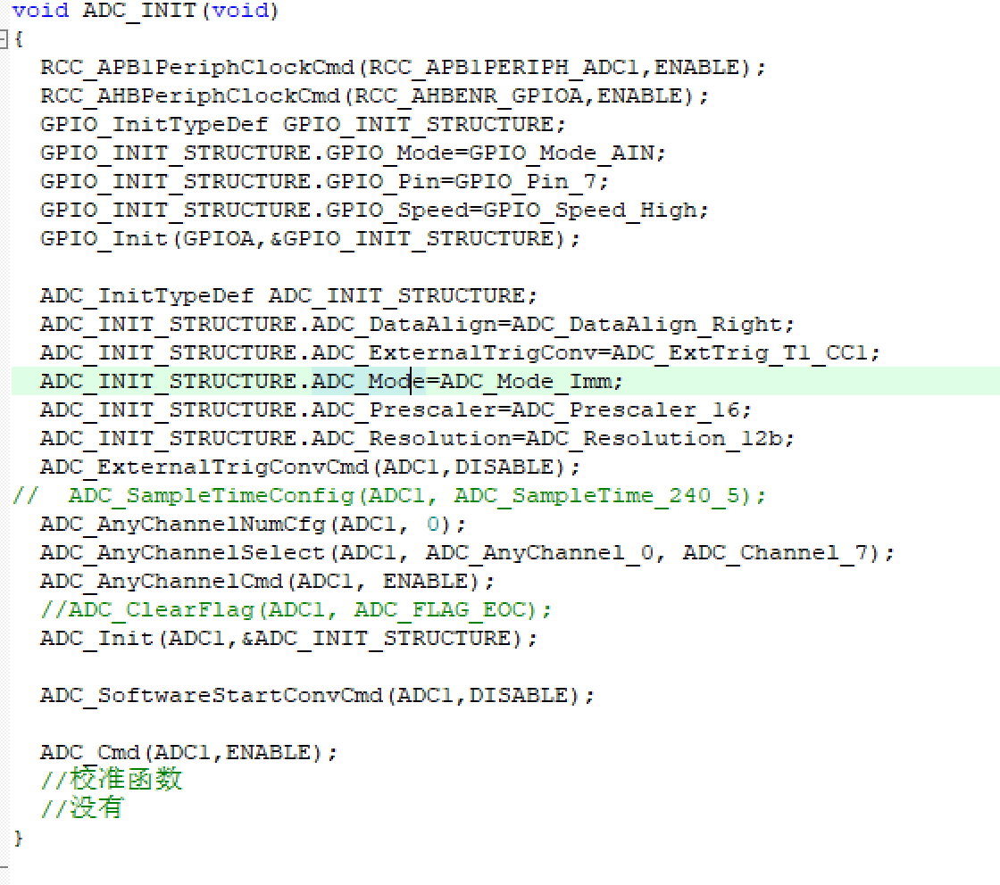 void ADC_INIT(void)
{
RCC_APB1PeriphClockCmd(RCC_APB1PERIPH_ADC1,ENABLE);
RCC_AHBPeriphClockCmd(RCC_AHBENR_GPIOA,ENABLE);
GPIO_InitTypeDef GPIO_INIT_STRUCTURE;
GPIO_INIT_STRUCTURE.GPIO_Mode=GPIO_Mode_AIN;
GPIO_INIT_STRUCTURE.GPIO_Pin=GPIO_Pin_7;
GPIO_INIT_STRUCTURE.GPIO_Speed=GPIO_Speed_High;
GPIO_Init(GPIOA,&GPIO_INIT_STRUCTURE);
ADC_InitTypeDef ADC_INIT_STRUCTURE;
ADC_INIT_STRUCTURE.ADC_DataAlign=ADC_DataAlign_Right;
ADC_INIT_STRUCTURE.ADC_ExternalTrigConv=ADC_ExtTrig_T1_CC1;
ADC_INIT_STRUCTURE.ADC_Mode=ADC_Mode_Imm;
ADC_INIT_STRUCTURE.ADC_Prescaler=ADC_Prescaler_16;
ADC_INIT_STRUCTURE.ADC_Resolution=ADC_Resolution_12b;
ADC_ExternalTrigConvCmd(ADC1,DISABLE);
//  ADC_SampleTimeConfig(ADC1, ADC_SampleTime_240_5);
ADC_AnyChannelNumCfg(ADC1, 0);
ADC_AnyChannelSelect(ADC1, ADC_AnyChannel_0, ADC_Channel_7);
ADC_AnyChannelCmd(ADC1, ENABLE);
//ADC_ClearFlag(ADC1, ADC_FLAG_EOC);
ADC_Init(ADC1,&ADC_INIT_STRUCTURE);
ADC_SoftwareStartConvCmd(ADC1,DISABLE);
ADC_Cmd(ADC1,ENABLE);
//校准函数
//没有
}